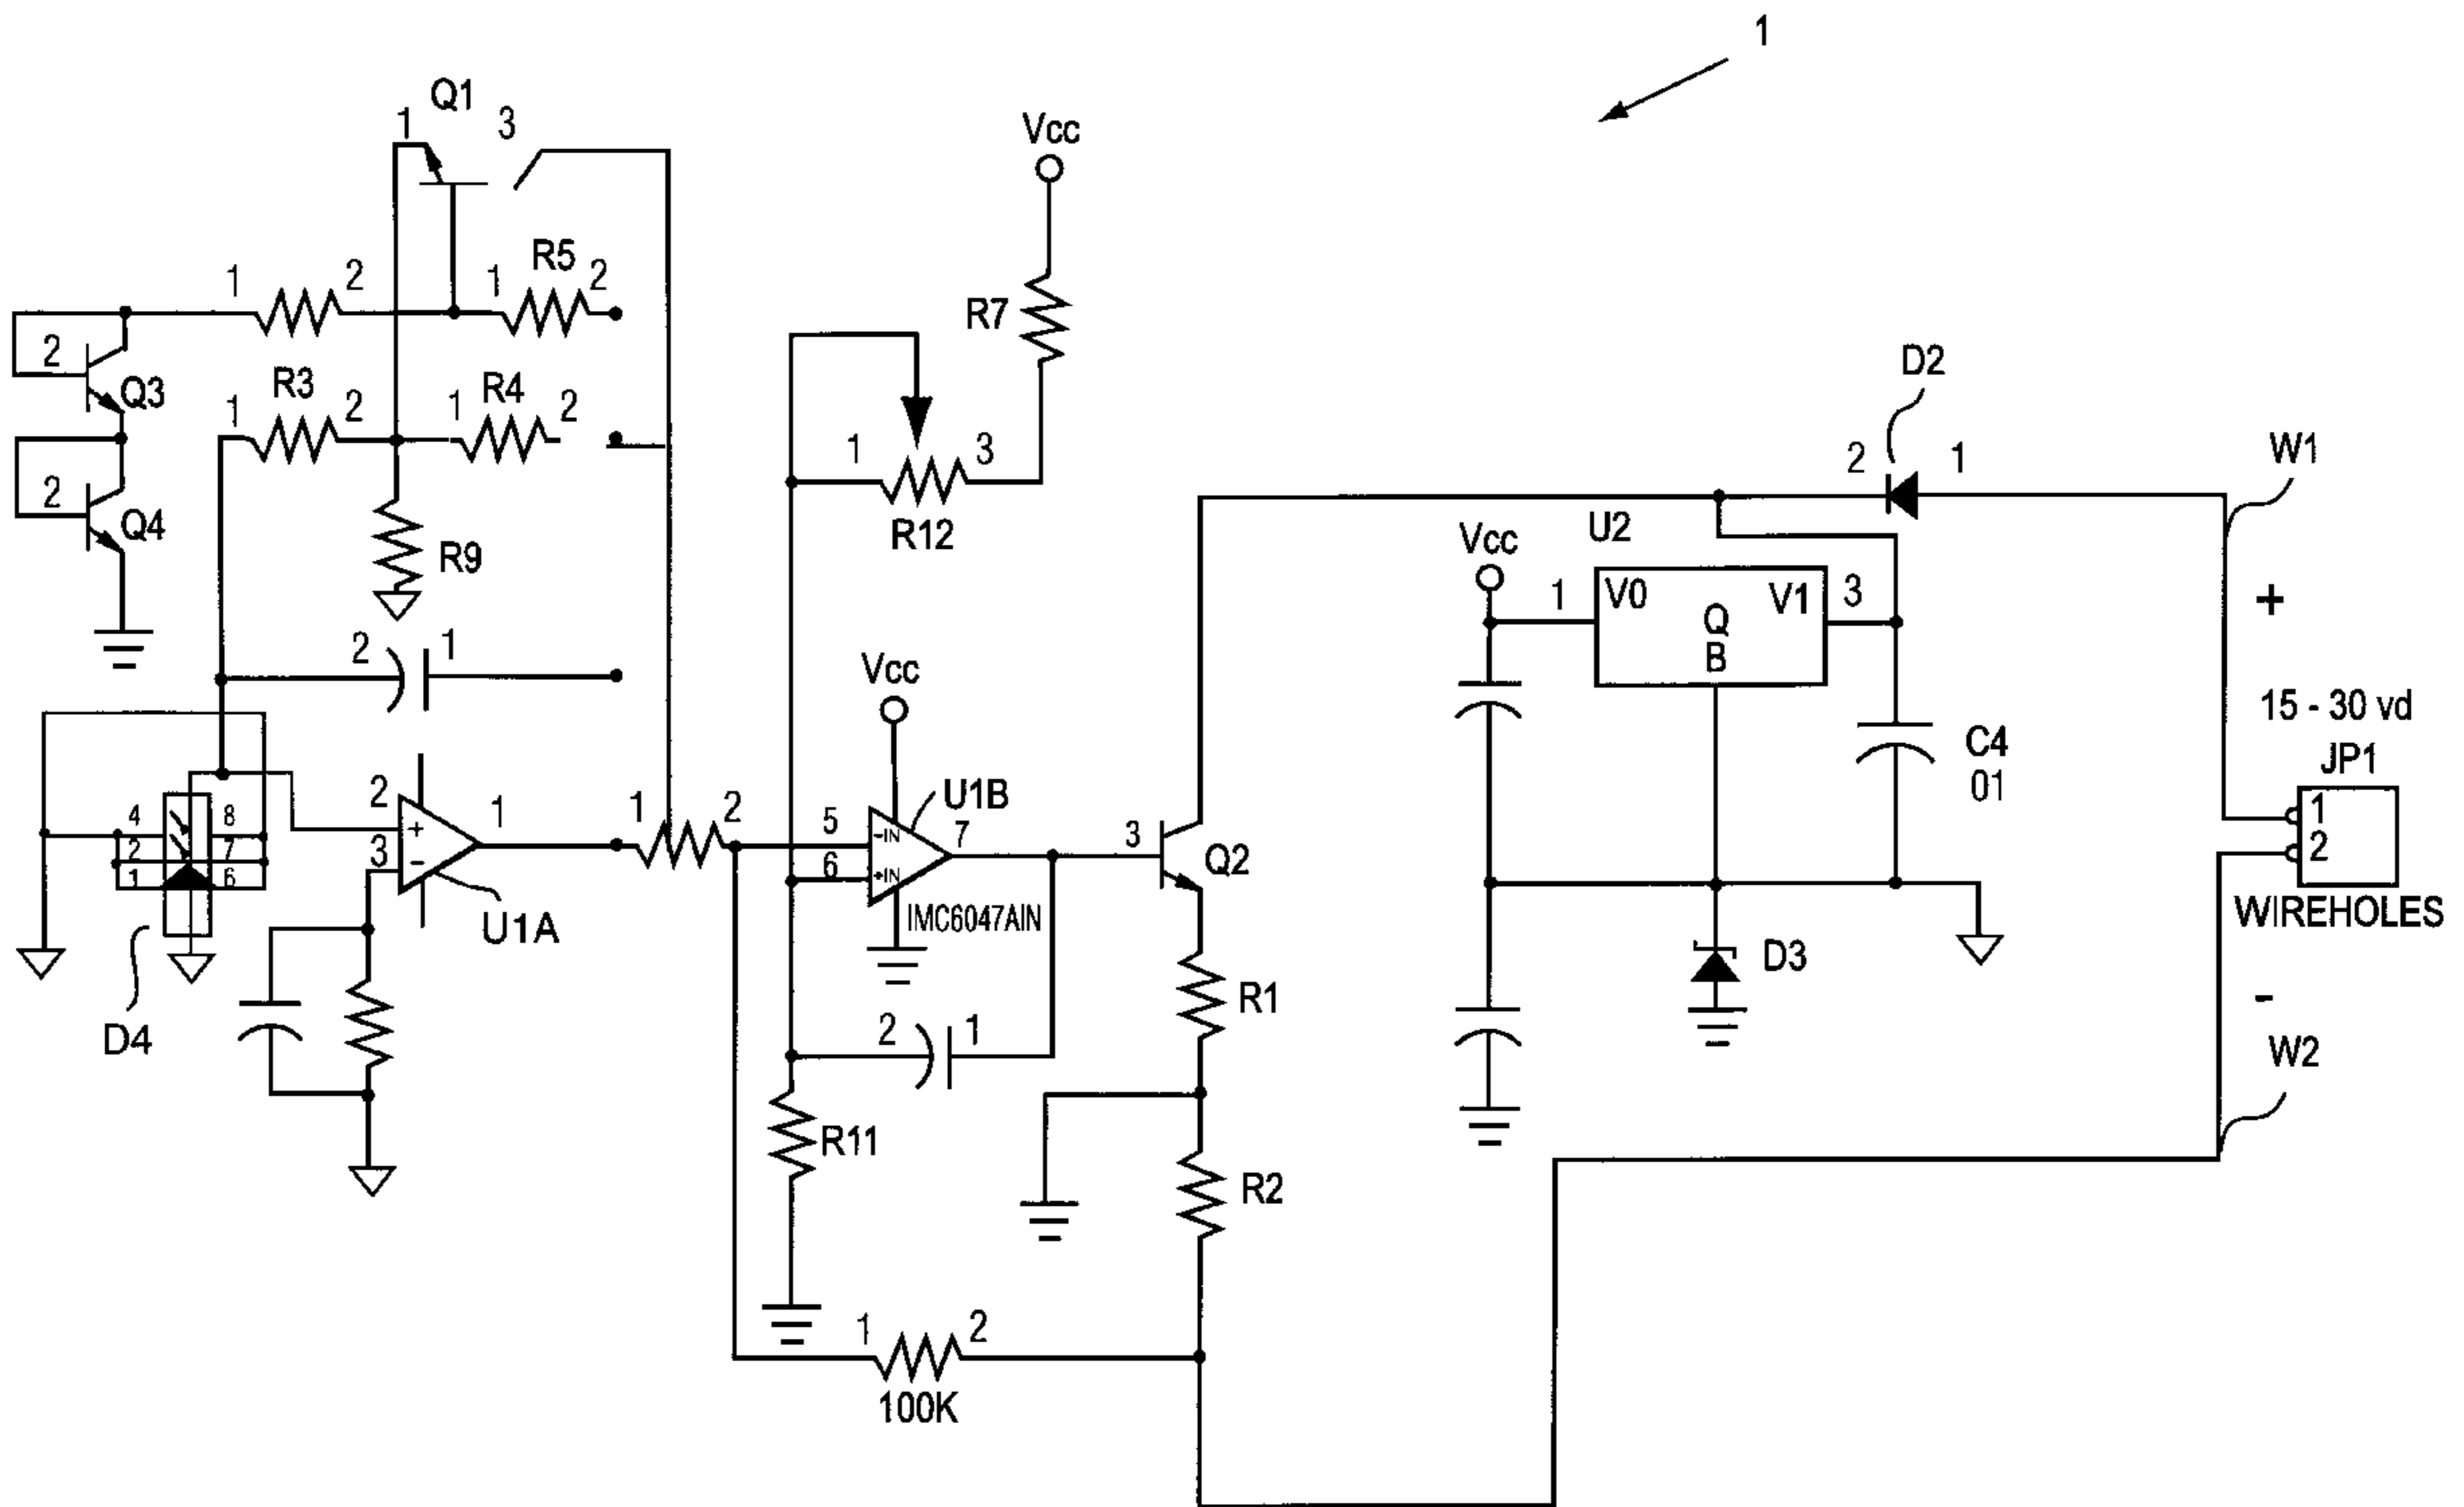 1
Q1
1
3
Vcc
R5
1
2
1
2
R7
2
Q3
R3
R4
1
2
1
2
D2
2
1
W1
1
3
R12
2
Q4
R9
Vcc
U2
1
V0
V1
3
Q
B
+
2
1
Vcc
15 - 30 vd
JP1
C4
01
1
2
WIREHOLES
4
8
2
7
1
6
2
+
3
-
1
U1A
1
2
5
-IN
6
+IN
7
U1B
IMC6047AIN
3
Q2
D4
R1
D3
-
W2
2
1
R11
R2
1
2
100K